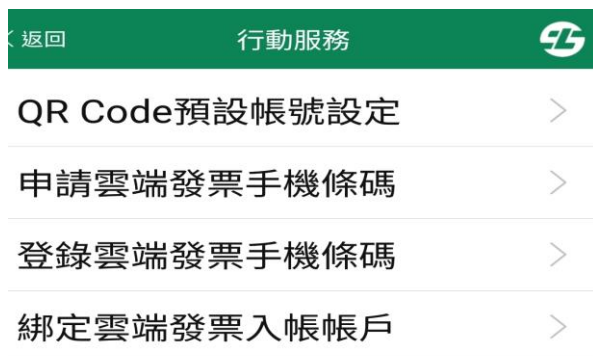 返回 行動服務
QR Code預設帳號設定
申請雲端發票手機條碼
登錄雲端發票手機條碼
綁定雲端發票入帳帳戶